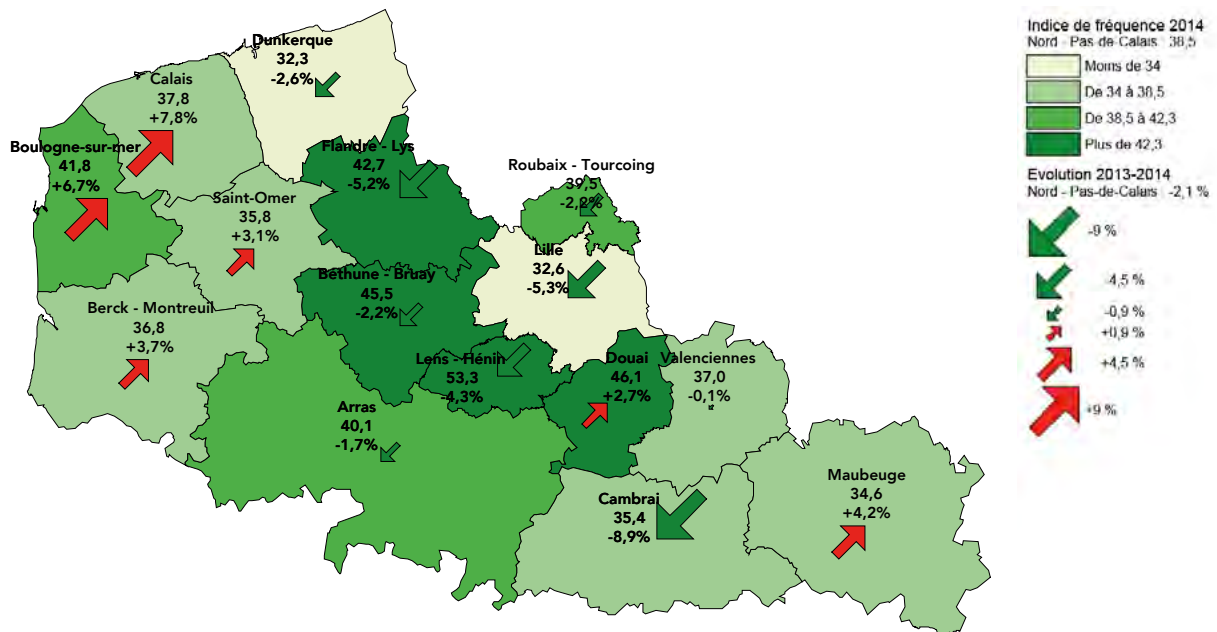 Dunkerque
32,3
-2,6%
Calais
37,8
+7,8%
Boulogne-sur-mer
41,8
+6,7%
Flandre - Lys
42,7
-5,2%
Roubaix - Tourcoing
39,5
-2,2%
Saint-Omer
35,8
+3,1%
Lille
32,6
-5,3%
Béthune - Bruay
45,5
-2,2%
Berck - Montreuil
36,8
+3,7%
Lens - Hénin
53,3
-4,3%
Douai
46,1
+2,7%
Valenciennes
37,0
-0,1%
Arras
40,1
-1,7%
Maubeuge
34,6
+4,2%
Cambrai
35,4
-8,9%
Indice de fréquence 2014
Nord - Pas-de-Calais : 38,5
Moins de 34
De 34 à 38,5
De 38,5 à 42,3
Plus de 42,3
Evolution 2013-2014
Nord - Pas-de-Calais : -2,1 %
-9 %
-4,5 %
-0,9 %
+0,9 %
+4,5 %
+9 %